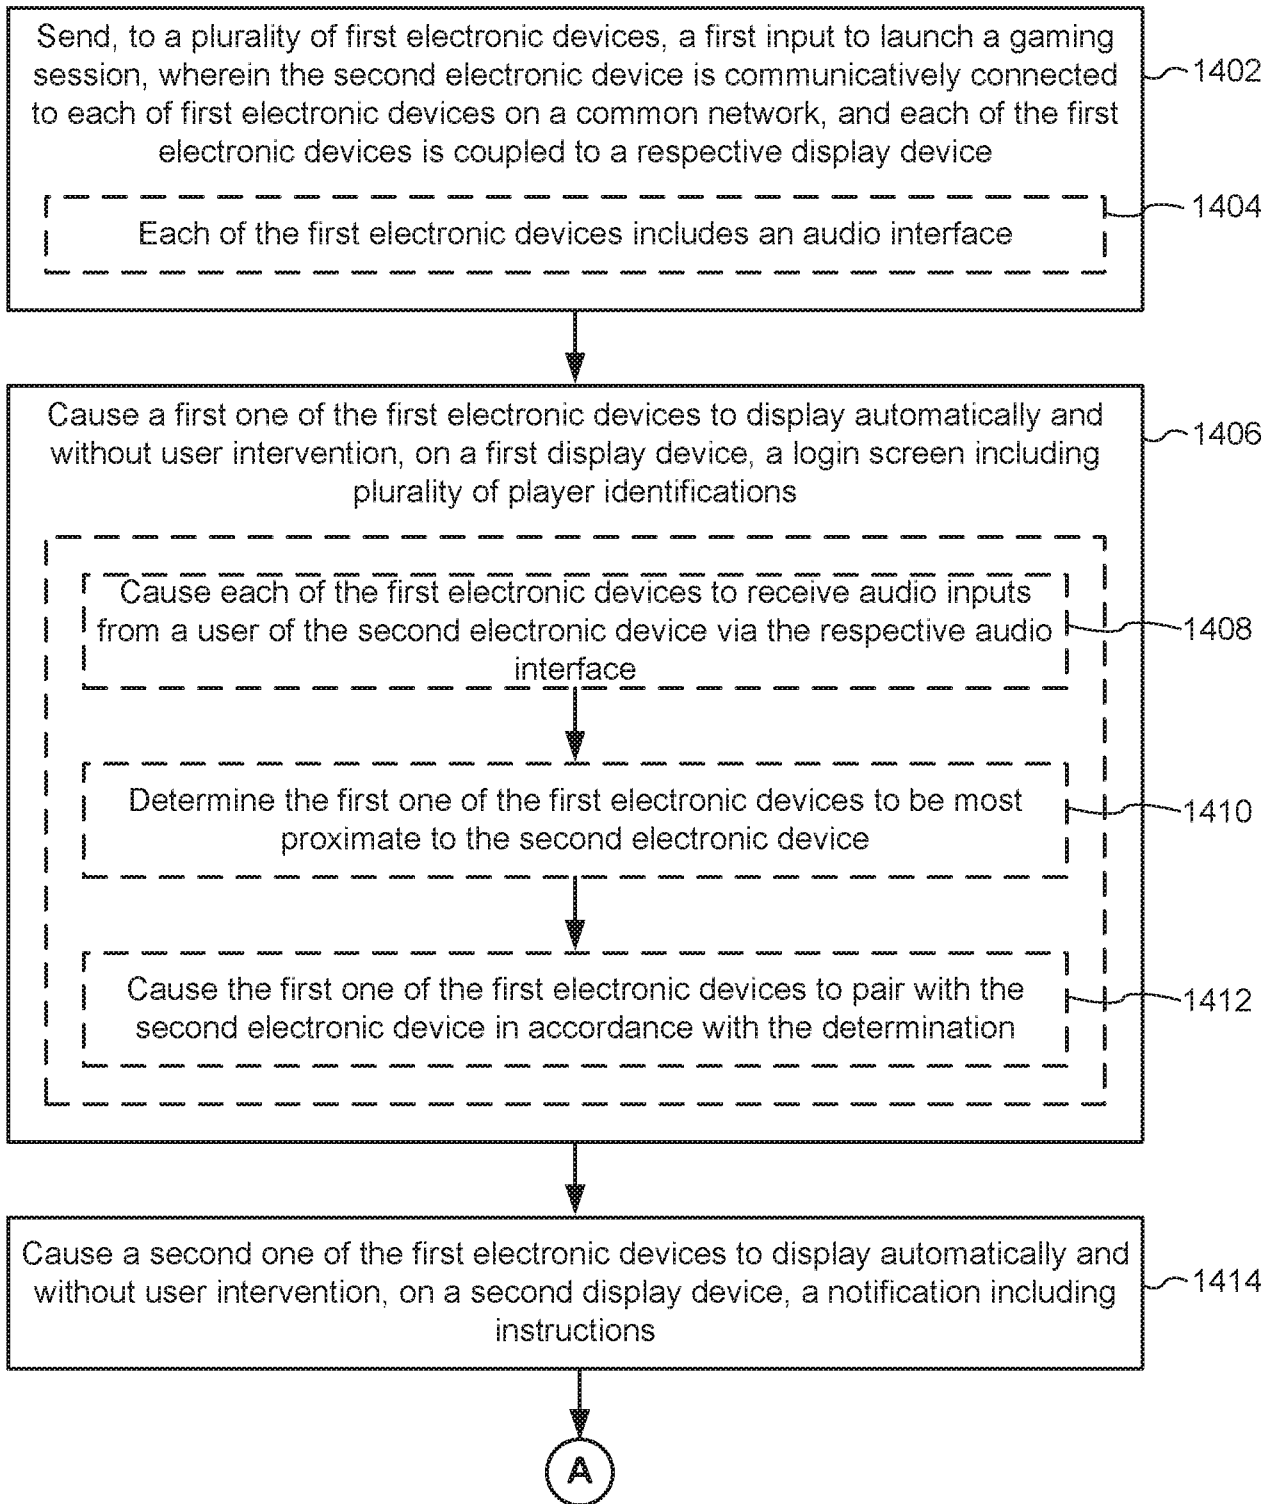 Send, to a plurality of first electronic devices, a first input to launch a gaming
session, wherein the second electronic device is communicatively connected
to each of first electronic devices on a common network, and each of the first
electronic devices is coupled to a respective display device
1402
Each of the first electronic devices includes an audio interface
1404
Cause a first one of the first electronic devices to display automatically and
without user intervention, on a first display device, a login screen including
plurality of player identifications
1406
Cause each of the first electronic devices to receive audio inputs
from a user of the second electronic device via the respective audio
interface
1408
Determine the first one of the first electronic devices to be most
proximate to the second electronic device
1410
Cause the first one of the first electronic devices to pair with the
second electronic device in accordance with the determination
1412
Cause a second one of the first electronic devices to display automatically and
without user intervention, on a second display device, a notification including
instructions
1414
A